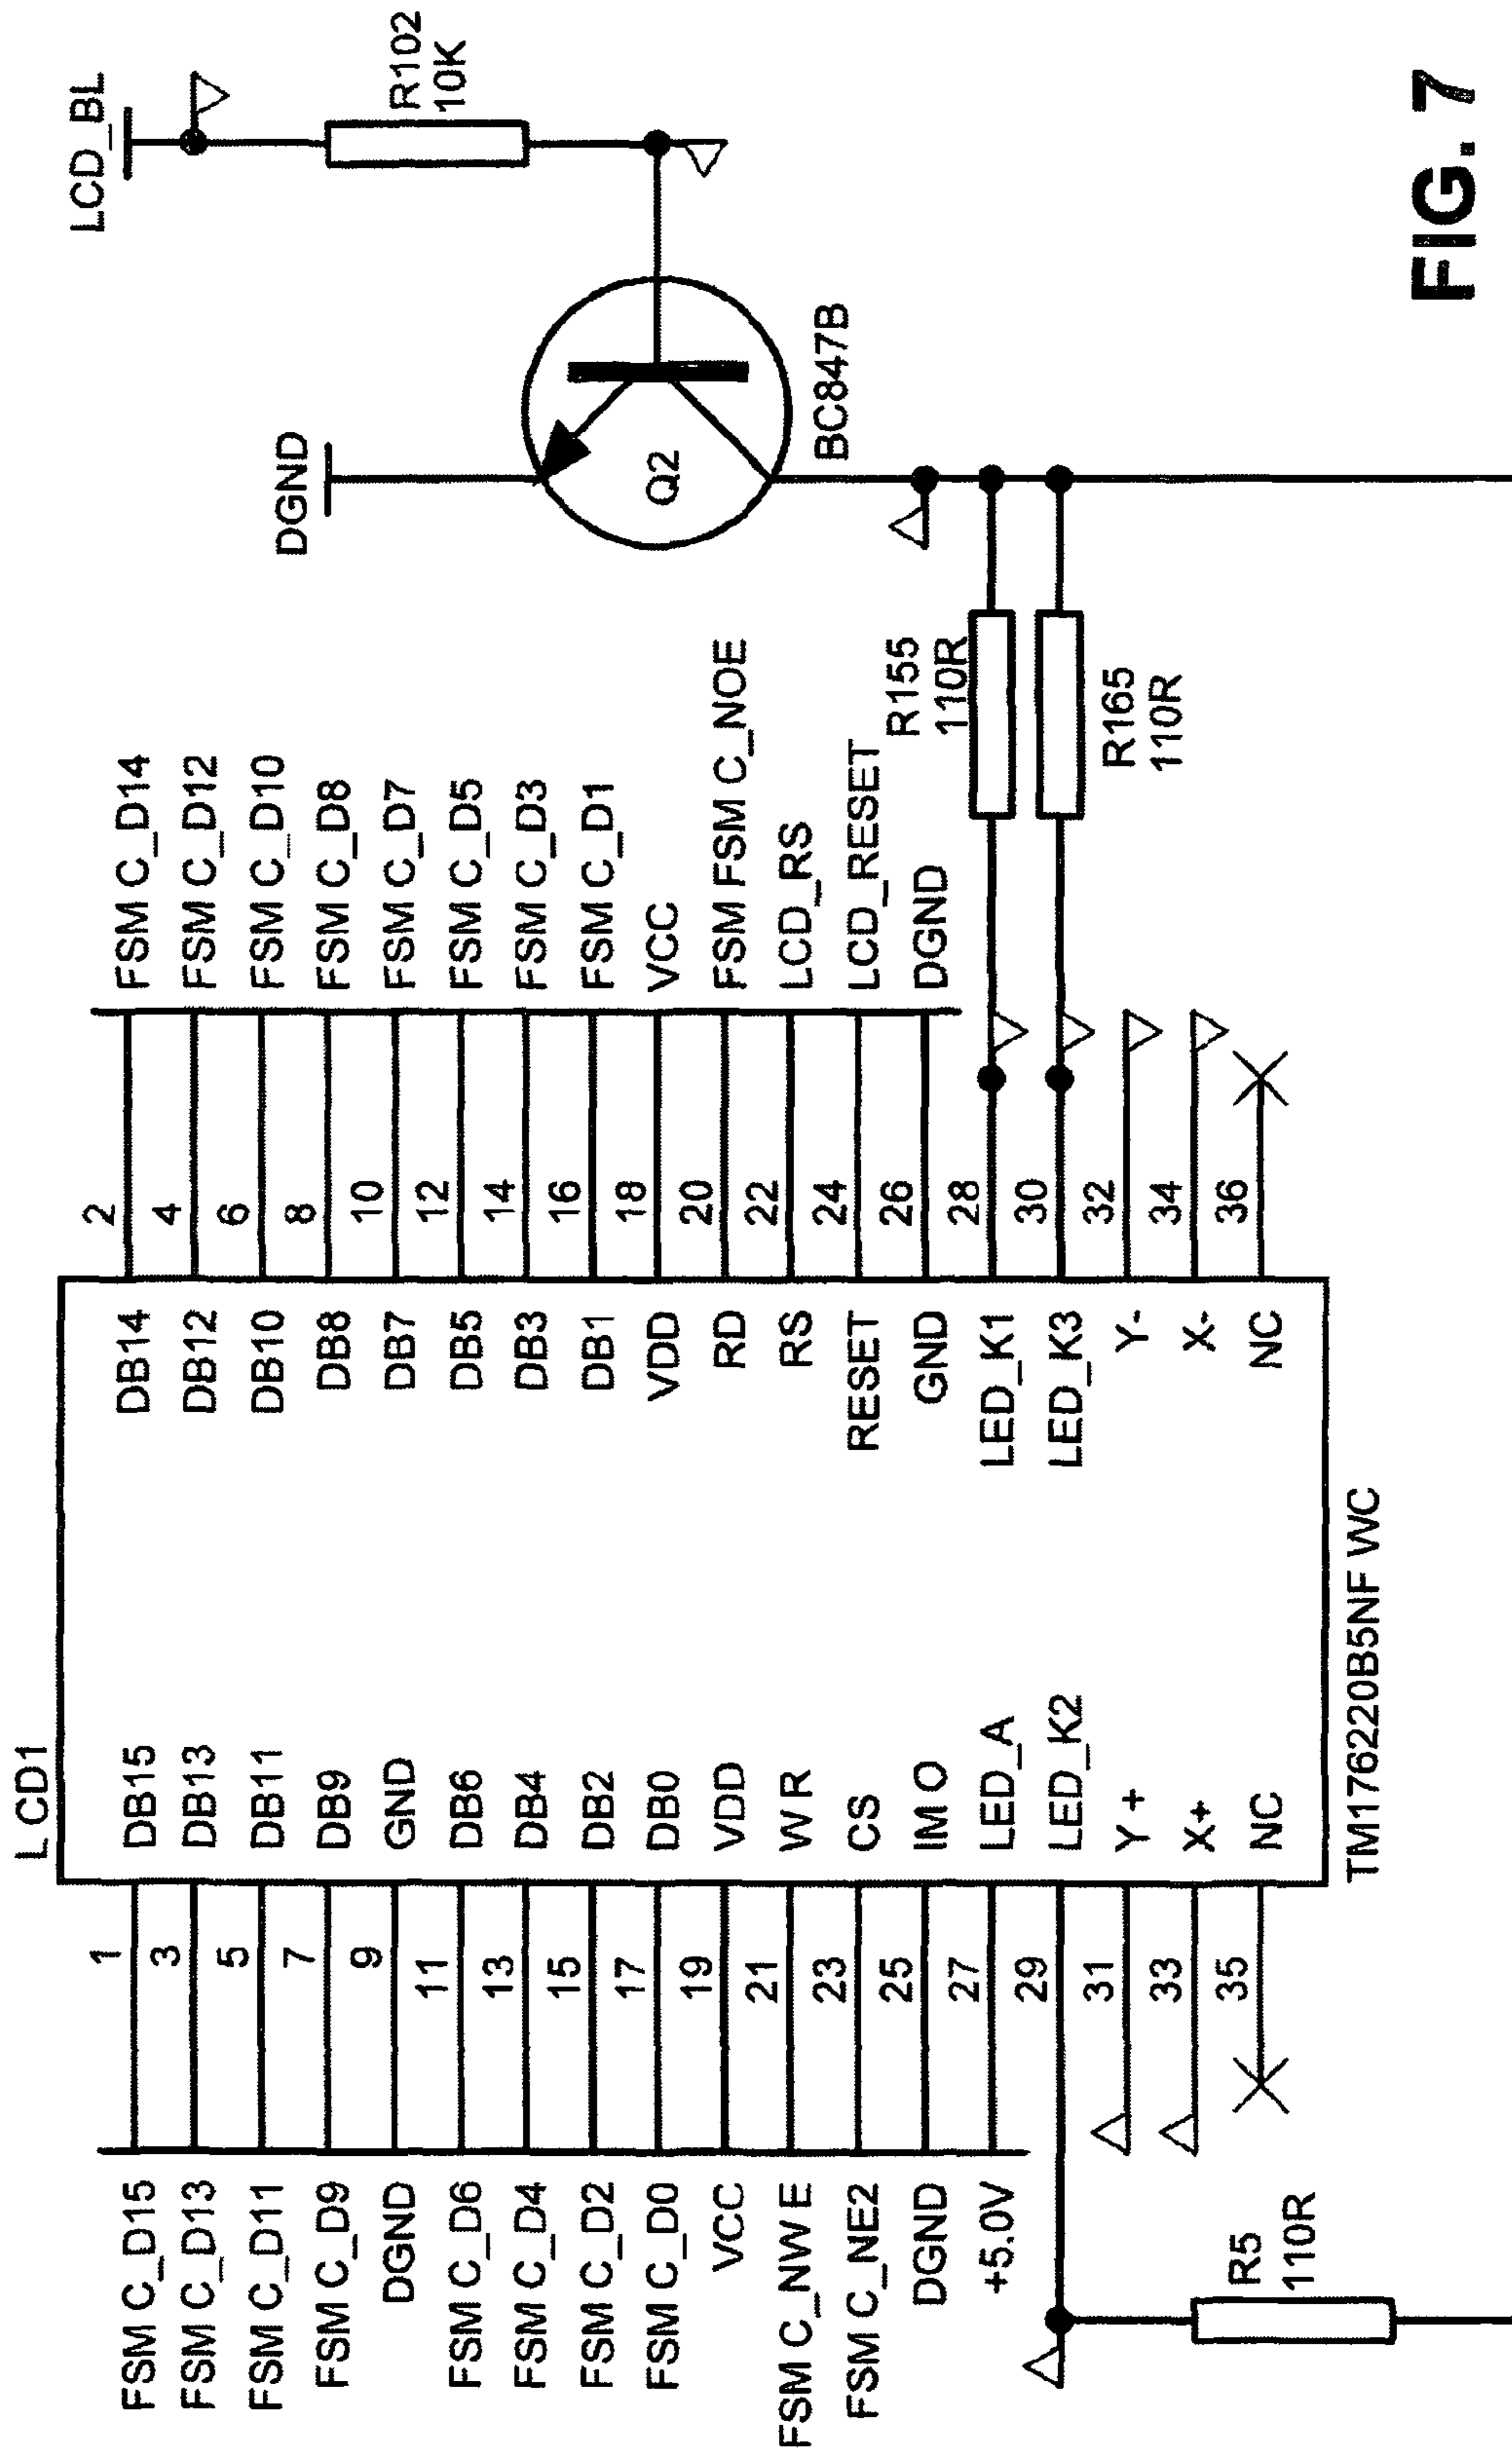 L CD1
FSM C_D15 1 DB15 DB14 2 FSM C_D14
FSM C_D13 3 DB13 DB12 4 FSM C_D12
FSM C_D11 5 DB11 DB10 6 FSM C_D10
FSM C_D9 7 DB9 DB8 8 FSM C_D8
DGND 9 GND DB7 10 FSM C_D7
FSM C_D6 11 DB6 DB5 12 FSM C_D5
FSM C_D4 13 DB4 DB3 14 FSM C_D3
FSM C_D2 15 DB2 DB1 16 FSM C_D1
FSM C_D0 17 DB0 VDD 18 VCC
VCC 19 VDD RD 20 FSM FSM C_NOE
FSM C_NW E 21 W R RS 22 LCD_RS
FSM C_NE2 23 CS RESET 24 LCD_RESET
DGND 25 IM O GND 26 DGND
+5.0V 27 LED_A LED_K1 28
29 LED_K2 LED_K3 30
31 Y + Y- 32
33 X+ X- 34
35 NC NC 36
TM176220B5NF WC
R5
110R
R155
110R
R165
110R
DGND
Q2
BC847B
LCD_BL
R102
10K
FIG. 7